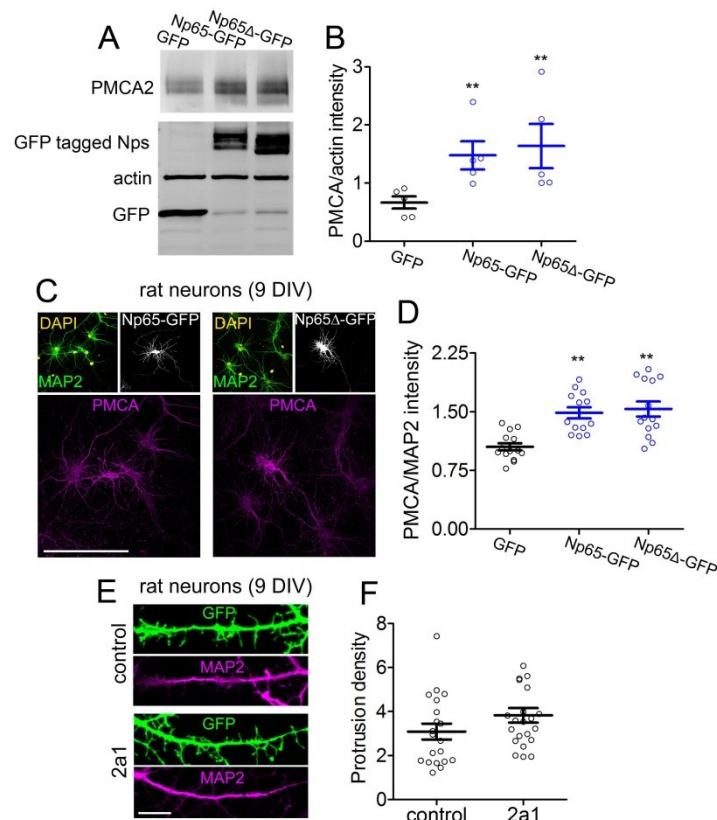 A
GFP
Np65-GFP
Np65Δ-GFP
PMCA2
GFP tagged Nps
actin
GFP
B
PMCA/actin intensity
3
2
1
0
**
**
GFP
Np65-GFP
Np65Δ-GFP
C
rat neurons (9 DIV)
DAPI
MAP2
Np65-GFP
DAPI
MAP2
Np65Δ-GFP
PMCA
PMCA
D
PMCA/MAP2 intensity
2.25
1.50
0.75
0.00
**
**
GFP
Np65-GFP
Np65Δ-GFP
E
rat neurons (9 DIV)
control
GFP
MAP2
2a1
GFP
MAP2
F
Protrusion density
8
6
4
2
0
control
2a1